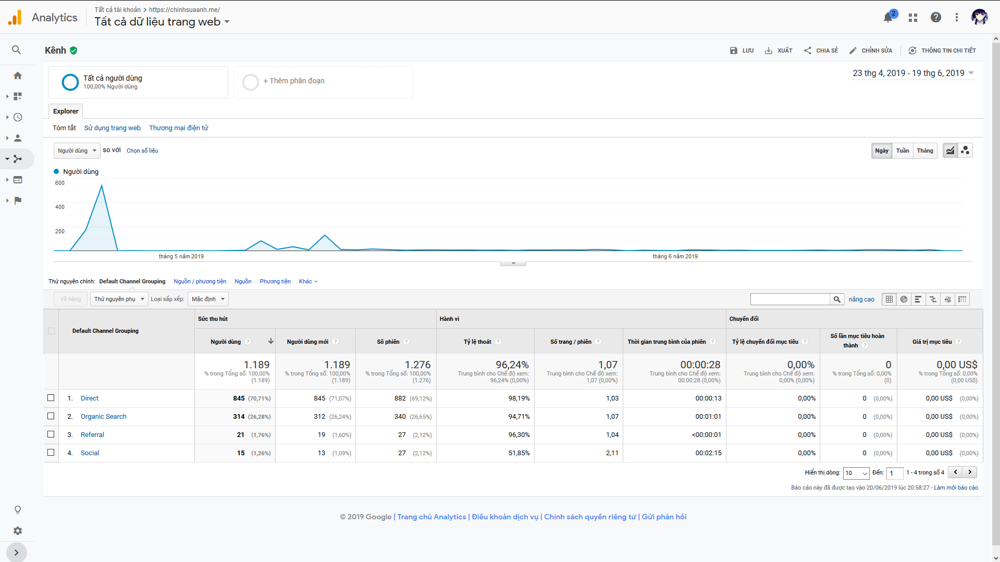 Analytics
Tất cả tài khoản > https://chinhsuaanh.me/
Tất cả dữ liệu trang web
2
Kênh
LƯU
XUẤT
CHIA SẺ
CHỈNH SỬA
THÔNG TIN CHI TIẾT
Tất cả người dùng
100,00% Người dùng
+ Thêm phân đoạn
23 thg 4, 2019 - 19 thg 6, 2019
Explorer
Tóm tắt Sử dụng trang web Thương mại điện tử
Người dùng so với Chọn số liệu
Ngày Tuần Tháng
Người dùng
600
400
200
tháng 5 năm 2019 tháng 6 năm 2019
Thứ nguyên chính: Default Channel Grouping Nguồn / phương tiện Nguồn Phương tiện Khác
Vẽ hàng Thứ nguyên phụ Loại sắp xếp: Mặc định nâng cao
Default Channel Grouping
Sức thu hút Hành vi Chuyển đổi
Người dùng ? Người dùng mới ? Số phiên ? Tỷ lệ thoát ? Số trang / phiên ? Thời gian trung bình của phiên ? Tỷ lệ chuyển đổi mục tiêu ? Số lần mục tiêu hoàn thành ? Giá trị mục tiêu ?
1.189 1.189 1.276 96,24% 1,07 00:00:28 0,00% 0 0,00 US$
% trong Tổng số: 100,00% % trong Tổng số: 100,00% % trong Tổng số: 100,00% Trung bình cho Chế độ xem: Trung bình cho Chế độ xem: Trung bình cho Chế độ xem: Trung bình cho Chế độ xem: % trong Tổng số: 0,00% % trong Tổng số: 0,00%
(1.189) (1.189) (1.276) 96,24% (0,00%) 1,07 (0,00%) 00:00:28 (0,00%) 0,00% (0,00%) (0) (0,00 US$)
1. Direct 845 (70,71%) 845 (71,07%) 882 (69,12%) 98,19% 1,03 00:00:13 0,00% 0 (0,00%) 0,00 US$ (0,00%)
2. Organic Search 314 (26,28%) 312 (26,24%) 340 (26,65%) 94,71% 1,07 00:01:01 0,00% 0 (0,00%) 0,00 US$ (0,00%)
3. Referral 21 (1,76%) 19 (1,60%) 27 (2,12%) 96,30% 1,04 <00:00:01 0,00% 0 (0,00%) 0,00 US$ (0,00%)
4. Social 15 (1,26%) 13 (1,09%) 27 (2,12%) 51,85% 2,11 00:02:15 0,00% 0 (0,00%) 0,00 US$ (0,00%)
Hiển thị dòng: 10 Đến: 1 1 - 4 trong số 4
Báo cáo này đã được tạo vào 20/06/2019 lúc 20:58:27 - Làm mới báo cáo
© 2019 Google | Trang chủ Analytics | Điều khoản dịch vụ | Chính sách quyền riêng tư | Gửi phản hồi